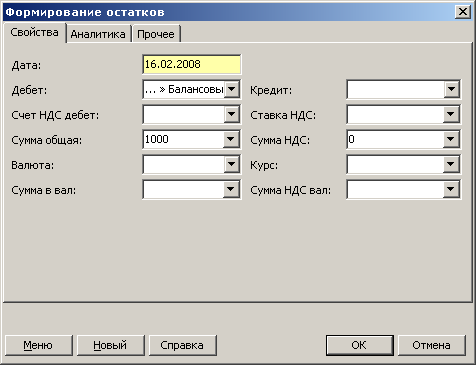 Формирование остатков
Свойства Аналитика Прочее
Дата: 16.02.2008
Дебет: ... » Балансовы Кредит:
Счет НДС дебет: Ставка НДС:
Сумма общая: 1000 Сумма НДС: 0
Валюта: Курс:
Сумма в вал: Сумма НДС вал:
Меню Новый Справка OK Отмена